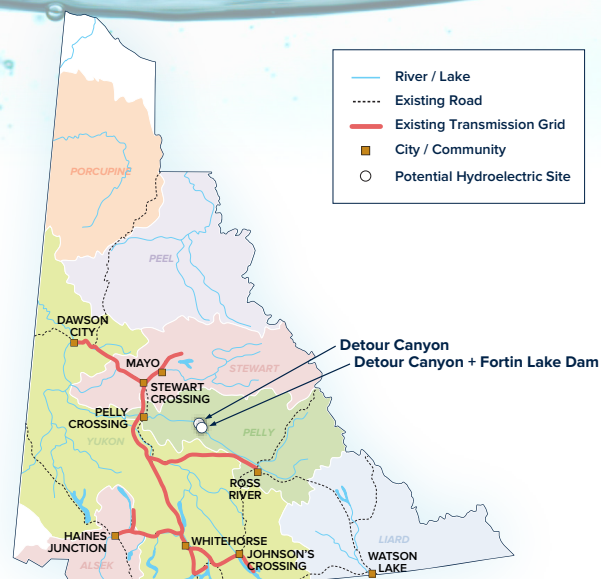 River / Lake
Existing Road
Existing Transmission Grid
City / Community
Potential Hydroelectric Site
PORCUPINE
PEEL
DAWSON
CITY
Detour Canyon
Detour Canyon + Fortin Lake Dam
MAYO
STEWART
STEWART
CROSSING
PELLY
CROSSING
YUKON
PELLY
ROSS
RIVER
HAINES
JUNCTION
WHITEHORSE
JOHNSON'S
CROSSING
LIARD
WATSON
LAKE
ALSEK